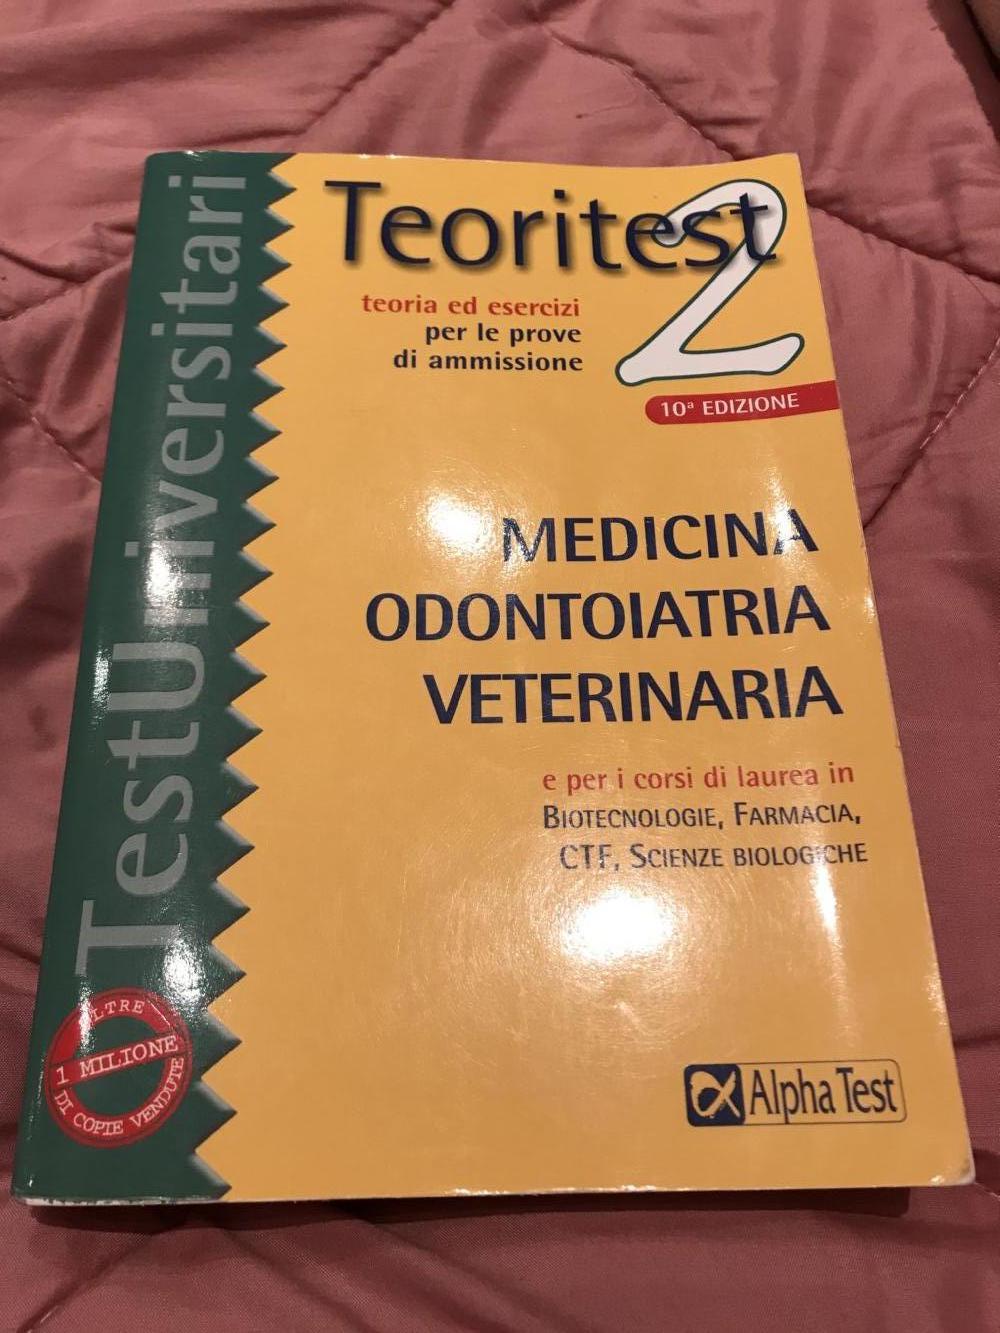 TestUniversitari
Teoritest 2
teoria ed esercizi
per le prove
di ammissione
10ª EDIZIONE
MEDICINA
ODONTOIATRIA
VETERINARIA
e per i corsi di laurea in
BIOTECNOLOGIE, FARMACIA,
CTF, SCIENZE BIOLOGICHE
OLTRE
1 MILIONE
DI COPIE VENDUTE
Alpha Test